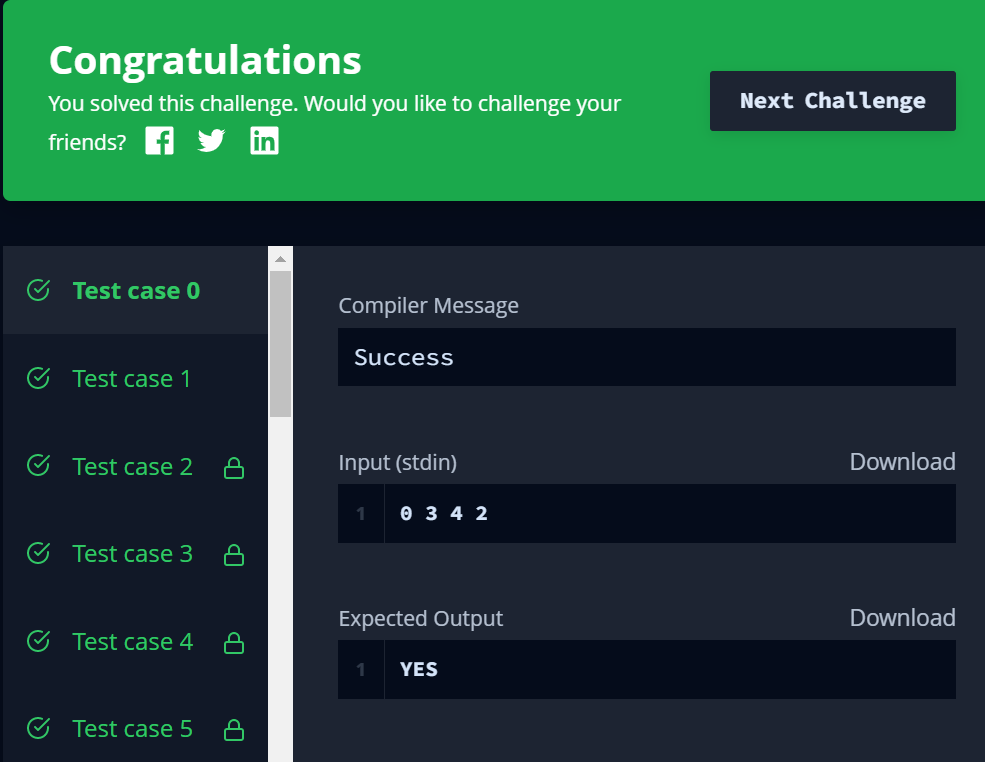 Congratulations
You solved this challenge. Would you like to challenge your
friends?
Next Challenge
Test case 0
Test case 1
Test case 2
Test case 3
Test case 4
Test case 5
Compiler Message
Success
Input (stdin)
Download
1 0 3 4 2
Expected Output
Download
1 YES